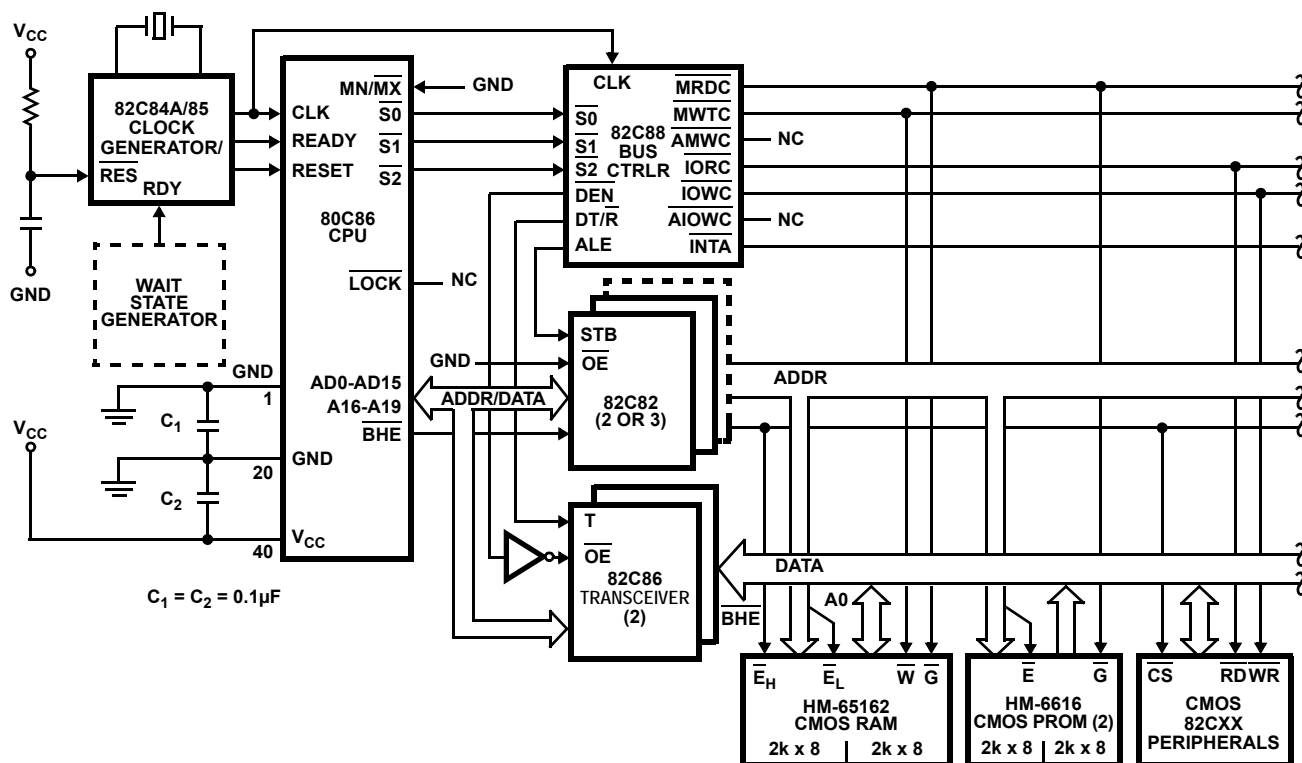 VCC
82C84A/85
CLOCK
GENERATOR/
RES
RDY
GND
WAIT
STATE
GENERATOR
MN/MX
GND
CLK
READY
RESET
S0
S1
S2
80C86
CPU
LOCK
NC
GND
1
AD0-AD15
A16-A19
BHE
ADDR/DATA
VCC
C1
20
GND
C2
40
VCC
C1 = C2 = 0.1µF
CLK
S0
S1
S2
DEN
DT/R
ALE
82C88
BUS
CTRLR
MRDC
MWTC
AMWC
NC
IORC
IOWC
AIOWC
NC
INTA
STB
GND
OE
82C82
(2 OR 3)
ADDR
T
OE
82C86
TRANSCEIVER
(2)
DATA
BHE
A0
EH
EL
W
G
HM-65162
CMOS RAM
2k x 8
2k x 8
E
G
HM-6616
CMOS PROM (2)
2k x 8
2k x 8
CS
RD
WR
CMOS
82CXX
PERIPHERALS